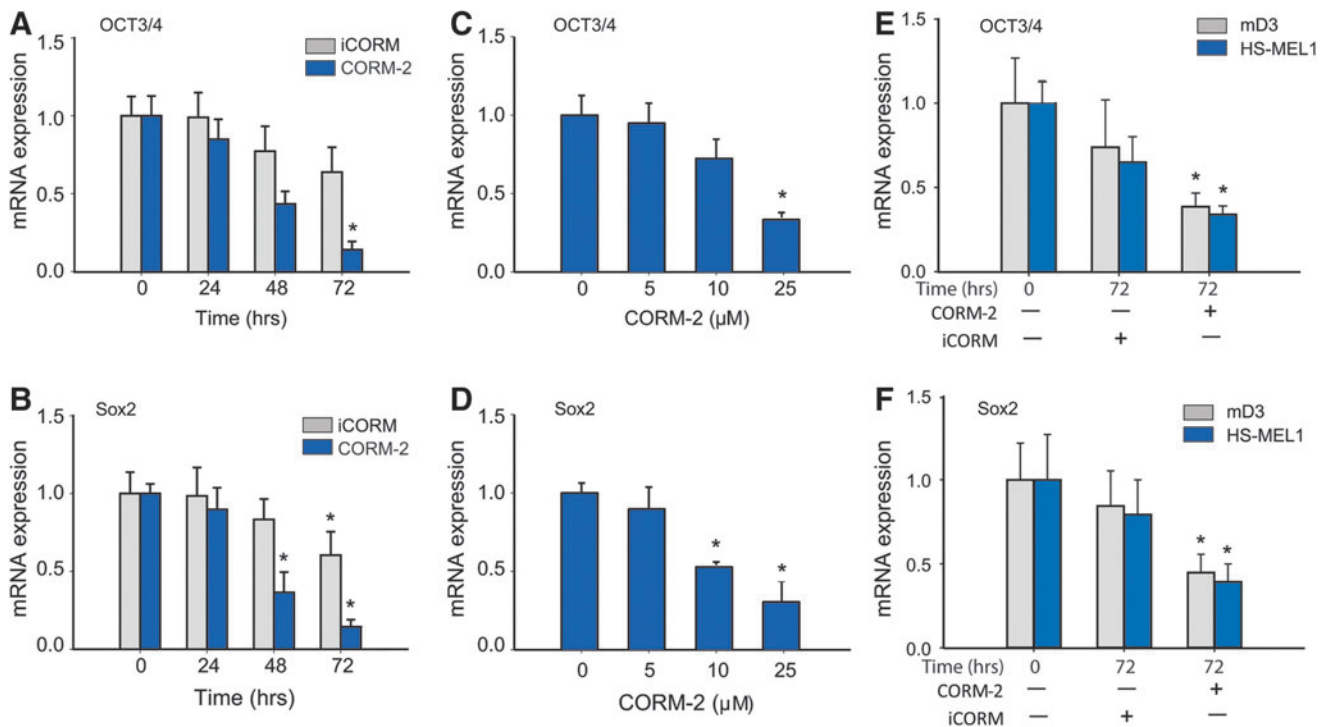 A
OCT3/4
iCORM
CORM-2
mRNA expression
1.5
1.0
0.5
0.0
0 24 48 72
*
Time (hrs)
C
OCT3/4
mRNA expression
1.5
1.0
0.5
0.0
0 5 10 25
*
CORM-2 (µM)
E
OCT3/4
mD3
HS-MEL1
mRNA expression
1.5
1.0
0.5
0.0
* *
Time (hrs) 0 72 72
CORM-2 — — +
iCORM — + —
B
Sox2
iCORM
CORM-2
mRNA expression
1.5
1.0
0.5
0.0
* * *
0 24 48 72
Time (hrs)
D
Sox2
mRNA expression
1.5
1.0
0.5
0.0
* *
0 5 10 25
CORM-2 (µM)
F
Sox2
mD3
HS-MEL1
mRNA expression
1.5
1.0
0.5
0.0
* *
Time (hrs) 0 72 72
CORM-2 — — +
iCORM — + —